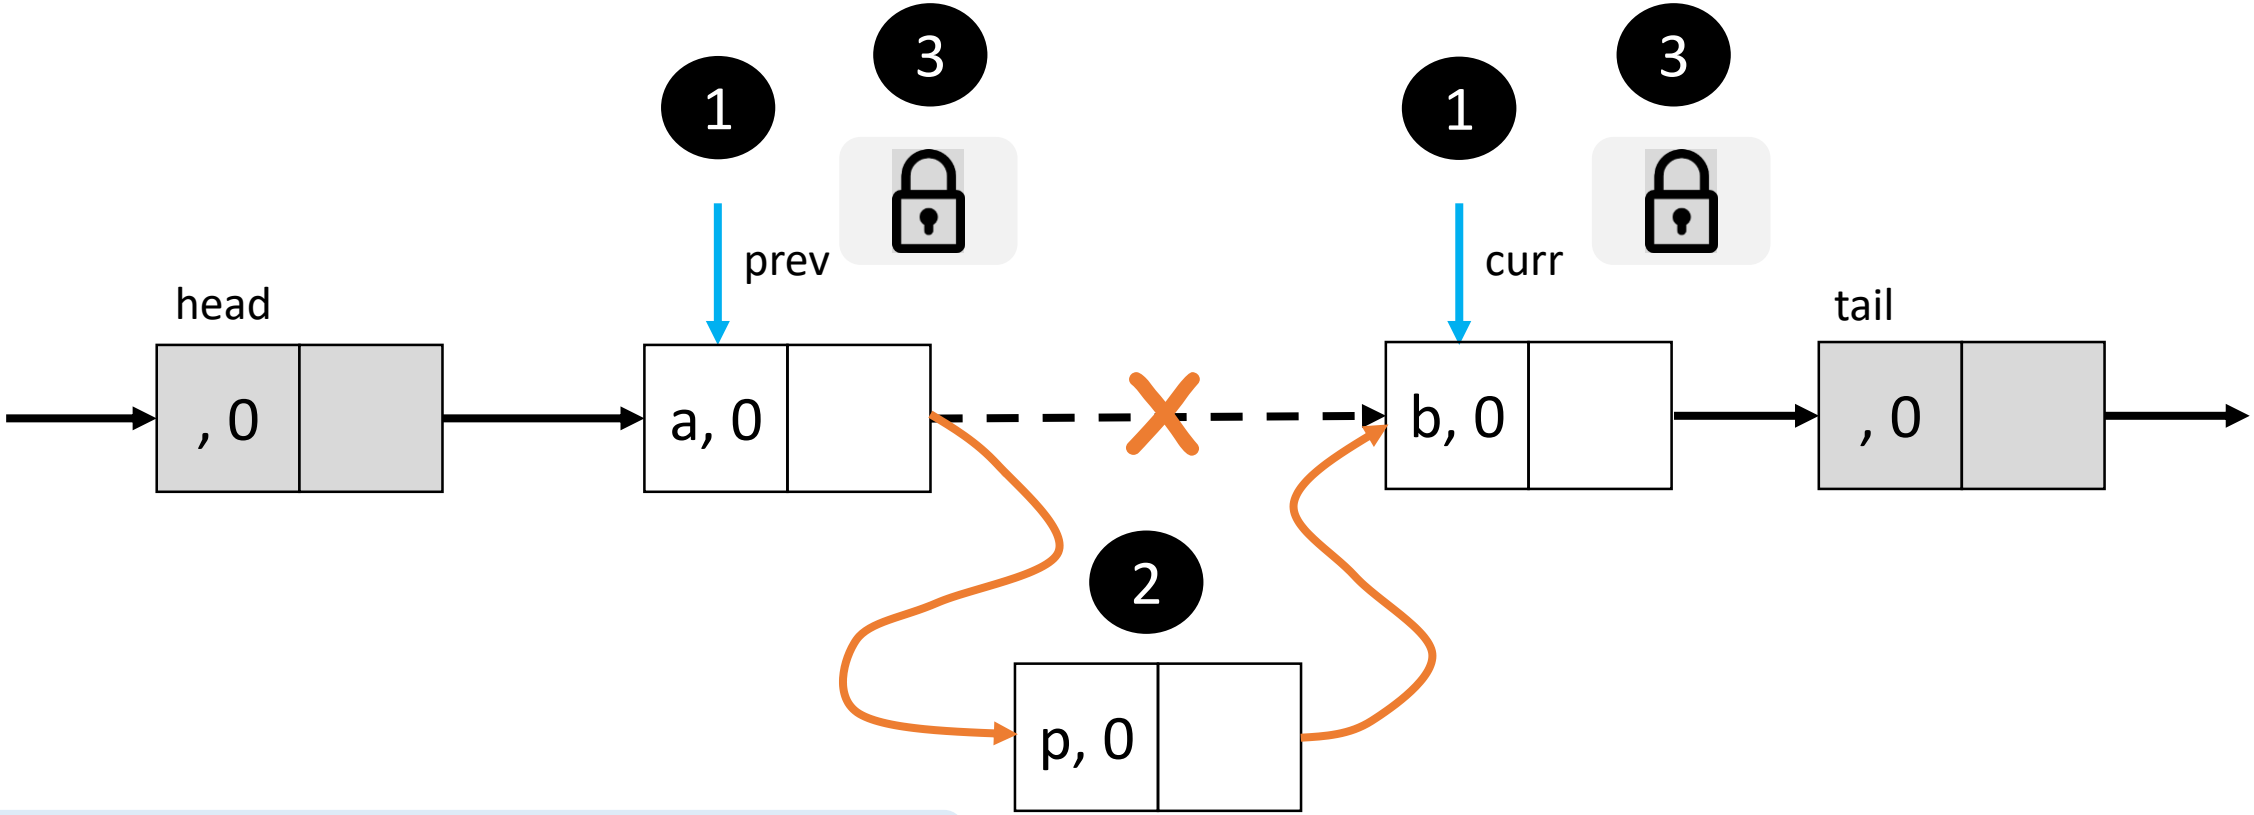 3
3
1
1
prev
curr
head
tail
, 0
a, 0
b, 0
, 0
2
p, 0